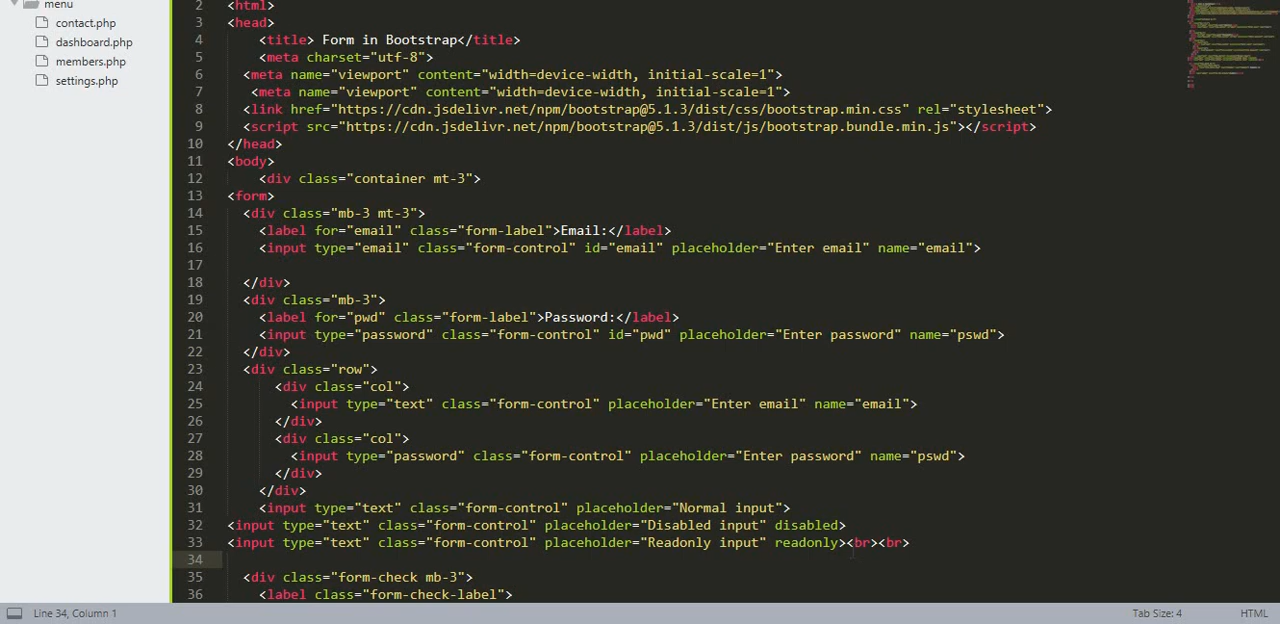 menu
contact.php
dashboard.php
members.php
settings.php
2 <html>
3 <head>
4     <title> Form in Bootstrap</title>
5     <meta charset="utf-8">
6   <meta name="viewport" content="width=device-width, initial-scale=1">
7    <meta name="viewport" content="width=device-width, initial-scale=1">
8   <link href="https://cdn.jsdelivr.net/npm/bootstrap@5.1.3/dist/css/bootstrap.min.css" rel="stylesheet">
9   <script src="https://cdn.jsdelivr.net/npm/bootstrap@5.1.3/dist/js/bootstrap.bundle.min.js"></script>
10 </head>
11 <body>
12     <div class="container mt-3">
13 <form>
14   <div class="mb-3 mt-3">
15     <label for="email" class="form-label">Email:</label>
16     <input type="email" class="form-control" id="email" placeholder="Enter email" name="email">
17
18   </div>
19   <div class="mb-3">
20     <label for="pwd" class="form-label">Password:</label>
21     <input type="password" class="form-control" id="pwd" placeholder="Enter password" name="pswd">
22   </div>
23   <div class="row">
24       <div class="col">
25         <input type="text" class="form-control" placeholder="Enter email" name="email">
26       </div>
27       <div class="col">
28         <input type="password" class="form-control" placeholder="Enter password" name="pswd">
29       </div>
30     </div>
31     <input type="text" class="form-control" placeholder="Normal input">
32 <input type="text" class="form-control" placeholder="Disabled input" disabled>
33 <input type="text" class="form-control" placeholder="Readonly input" readonly><br><br>
34
35   <div class="form-check mb-3">
36     <label class="form-check-label">
Line 34, Column 1
Tab Size: 4
HTML